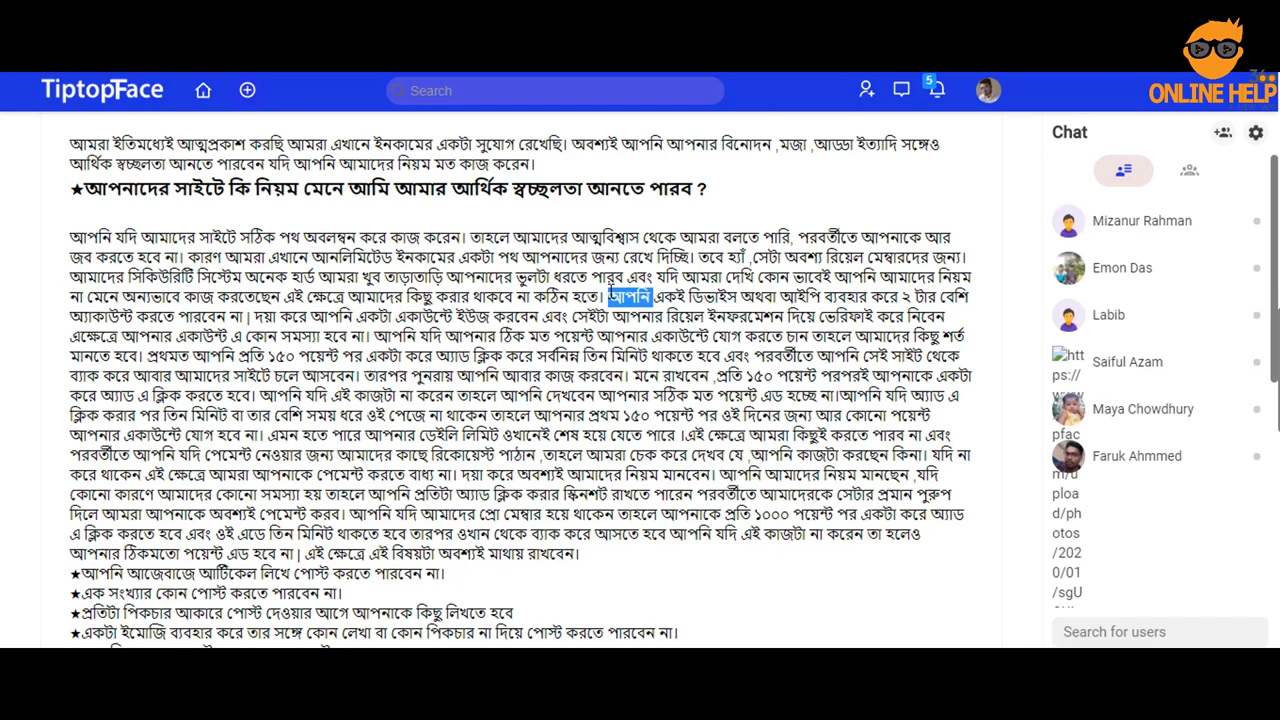 TiptopFace
Search
5
ONLINE HELP
আমরা ইতিমধ্যেই আত্মপ্রকাশ করছি আমরা এখানে ইনকামের একটা সুযোগ রেখেছি। অবশ্যই আপনি আপনার বিনোদন ,মজা ,আড্ডা ইত্যাদি সঙ্গেও
আর্থিক স্বচ্ছলতা আনতে পারবেন যদি আপনি আমাদের নিয়ম মত কাজ করেন।
★আপনাদের সাইটে কি নিয়ম মেনে আমি আমার আর্থিক স্বচ্ছলতা আনতে পারব ?
আপনি যদি আমাদের সাইটে সঠিক পথ অবলম্বন করে কাজ করেন। তাহলে আমাদের আত্মবিশ্বাস থেকে আমরা বলতে পারি, পরবর্তীতে আপনাকে আর
জব করতে হবে না। কারণ আমরা এখানে আনলিমিটেড ইনকামের একটা পথ আপনাদের জন্য রেখে দিচ্ছি। তবে হ্যাঁ ,সেটা অবশ্য রিয়েল মেম্বারদের জন্য।
আমাদের সিকিউরিটি সিস্টেম অনেক হার্ড আমরা খুব তাড়াতাড়ি আপনাদের ভুলটা ধরতে পারব এবং যদি আমরা দেখি কোন ভাবেই আপনি আমাদের নিয়ম
না মেনে অন্যভাবে কাজ করতেছেন এই ক্ষেত্রে আমাদের কিছু করার থাকবে না কঠিন হতে। আপনি একই ডিভাইস অথবা আইপি ব্যবহার করে ২ টার বেশি
অ্যাকাউন্ট করতে পারবেন না | দয়া করে আপনি একটা একাউন্টে ইউজ করবেন এবং সেইটা আপনার রিয়েল ইনফরমেশন দিয়ে ভেরিফাই করে নিবেন
এক্ষেত্রে আপনার একাউন্ট এ কোন সমস্যা হবে না। আপনি যদি আপনার ঠিক মত পয়েন্ট আপনার একাউন্টে যোগ করতে চান তাহলে আমাদের কিছু শর্ত
মানতে হবে। প্রথমত আপনি প্রতি ১৫০ পয়েন্ট পর একটা করে অ্যাড ক্লিক করে সর্বনিম্ন তিন মিনিট থাকতে হবে এবং পরবর্তীতে আপনি সেই সাইট থেকে
ব্যাক করে আবার আমাদের সাইটে চলে আসবেন। তারপর পুনরায় আপনি আবার কাজ করবেন। মনে রাখবেন ,প্রতি ১৫০ পয়েন্ট পরপরই আপনাকে একটা
করে অ্যাড এ ক্লিক করতে হবে। আপনি যদি এই কাজটা না করেন তাহলে আপনি দেখবেন আপনার সঠিক মত পয়েন্ট এড হচ্ছে না।আপনি যদি অ্যাড এ
ক্লিক করার পর তিন মিনিট বা তার বেশি সময় ধরে ওই পেজে না থাকেন তাহলে আপনার প্রথম ১৫০ পয়েন্ট পর ওই দিনের জন্য আর কোনো পয়েন্ট
আপনার একাউন্টে যোগ হবে না। এমন হতে পারে আপনার ডেইলি লিমিট ওখানেই শেষ হয়ে যেতে পারে ।এই ক্ষেত্রে আমরা কিছুই করতে পারব না এবং
পরবর্তীতে আপনি যদি পেমেন্ট নেওয়ার জন্য আমাদের কাছে রিকোয়েস্ট পাঠান ,তাহলে আমরা চেক করে দেখব যে ,আপনি কাজটা করছেন কিনা। যদি না
করে থাকেন এই ক্ষেত্রে আমরা আপনাকে পেমেন্ট করতে বাধ্য না। দয়া করে অবশ্যই আমাদের নিয়ম মানবেন। আপনি আমাদের নিয়ম মানছেন ,যদি
কোনো কারণে আমাদের কোনো সমস্যা হয় তাহলে আপনি প্রতিটা অ্যাড ক্লিক করার স্কিনশট রাখতে পারেন পরবর্তীতে আমাদেরকে সেটার প্রমান পুরুপ
দিলে আমরা আপনাকে অবশ্যই পেমেন্ট করব। আপনি যদি আমাদের প্রো মেম্বার হয়ে থাকেন তাহলে আপনাকে প্রতি ১০০০ পয়েন্ট পর একটা করে অ্যাড
এ ক্লিক করতে হবে এবং ওই এডে তিন মিনিট থাকতে হবে তারপর ওখান থেকে ব্যাক করে আসতে হবে আপনি যদি এই কাজটা না করেন তা হলেও
আপনার ঠিকমতো পয়েন্ট এড হবে না | এই ক্ষেত্রে এই বিষয়টা অবশ্যই মাথায় রাখবেন।
★আপনি আজেবাজে আর্টিকেল লিখে পোস্ট করতে পারবেন না।
★এক সংখ্যার কোন পোস্ট করতে পারবেন না।
★প্রতিটা পিকচার আকারে পোস্ট দেওয়ার আগে আপনাকে কিছু লিখতে হবে
★একটা ইমোজি ব্যবহার করে তার সঙ্গে কোন লেখা বা কোন পিকচার না দিয়ে পোস্ট করতে পারবেন না।
Chat
Mizanur Rahman
Emon Das
Labib
Saiful Azam
htt
ps://
Maya Chowdhury
pfac
Faruk Ahmmed
m/u
ploa
d/ph
otos
/202
0/01
/sgU
Search for users